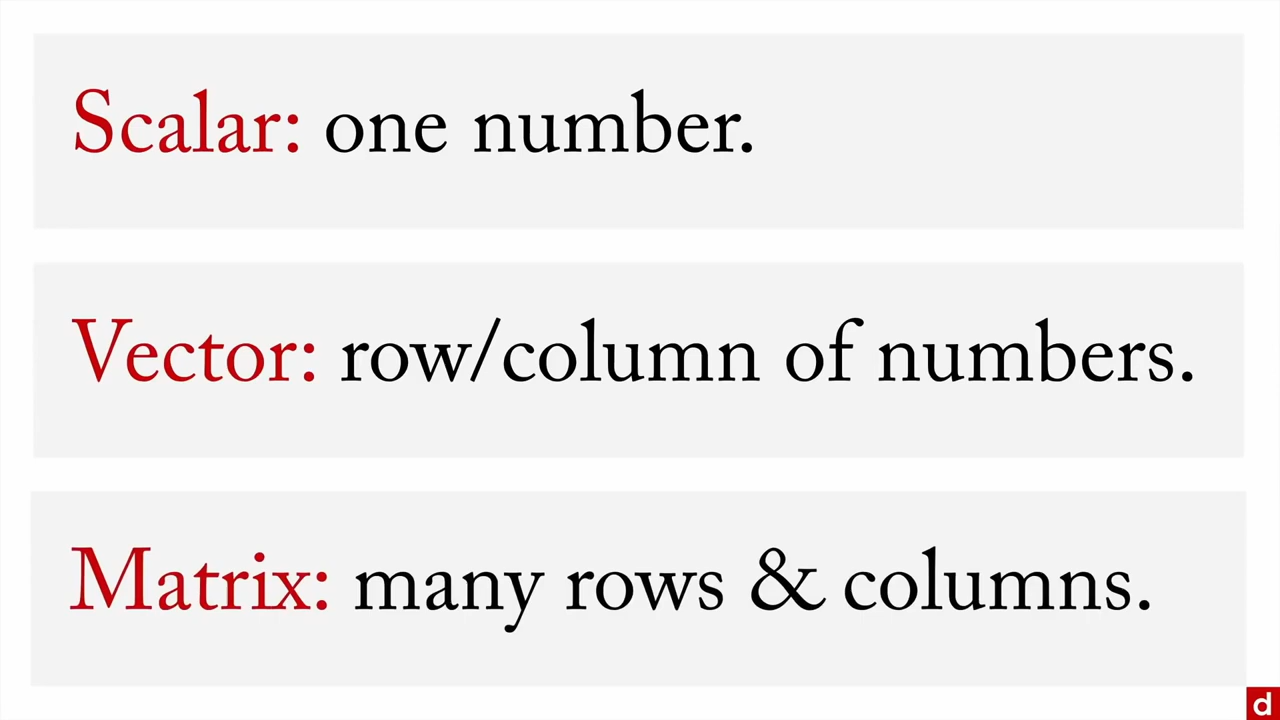 Scalar: one number.
Vector: row/column of numbers.
Matrix: many rows & columns.
d